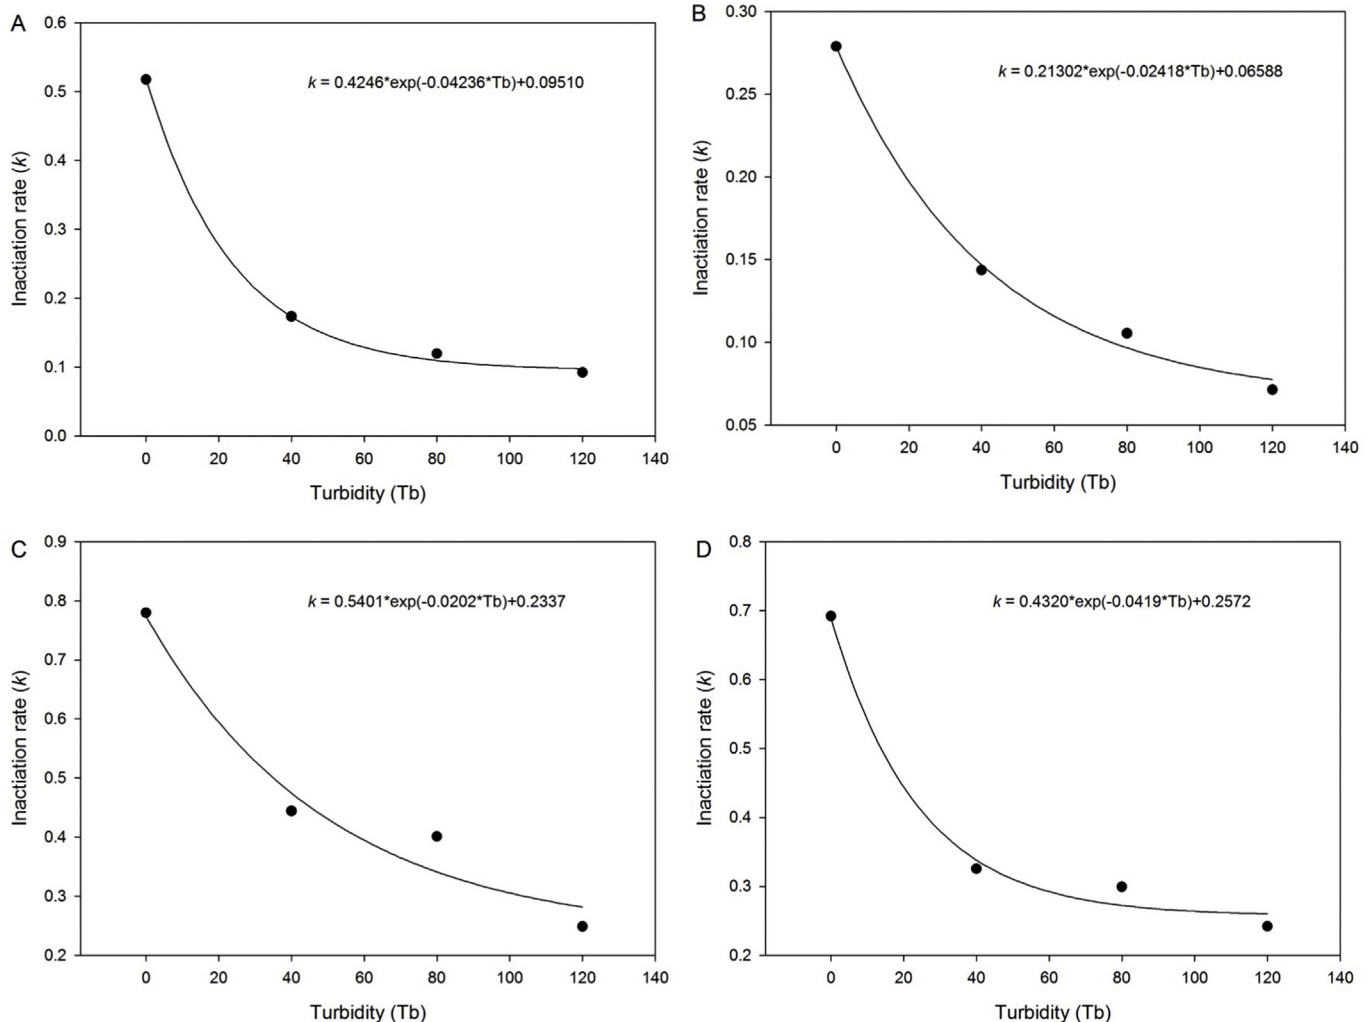 A
k = 0.4246*exp(-0.04236*Tb)+0.09510
Inactiation rate (k)
0.6
0.5
0.4
0.3
0.2
0.1
0.0
0 20 40 60 80 100 120 140
Turbidity (Tb)
B
k = 0.21302*exp(-0.02418*Tb)+0.06588
Inactiation rate (k)
0.30
0.25
0.20
0.15
0.10
0.05
0 20 40 60 80 100 120 140
Turbidity (Tb)
C
k = 0.5401*exp(-0.0202*Tb)+0.2337
Inactiation rate (k)
0.9
0.8
0.7
0.6
0.5
0.4
0.3
0.2
0 20 40 60 80 100 120 140
Turbidity (Tb)
D
k = 0.4320*exp(-0.0419*Tb)+0.2572
Inactiation rate (k)
0.8
0.7
0.6
0.5
0.4
0.3
0.2
0 20 40 60 80 100 120 140
Turbidity (Tb)